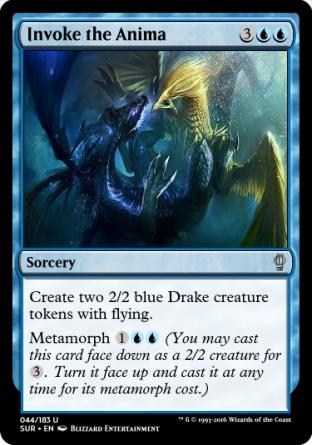 Invoke the Anima 3
Sorcery
Create two 2/2 blue Drake creature
tokens with flying.
Metamorph 1 (You may cast
this card face down as a 2/2 creature for
3. Turn it face up and cast it at any
time for its metamorph cost.)
044/183 U
SUR • EN BLIZZARD ENTERTAINMENT
™ & © 1993-2016 Wizards of the Coast